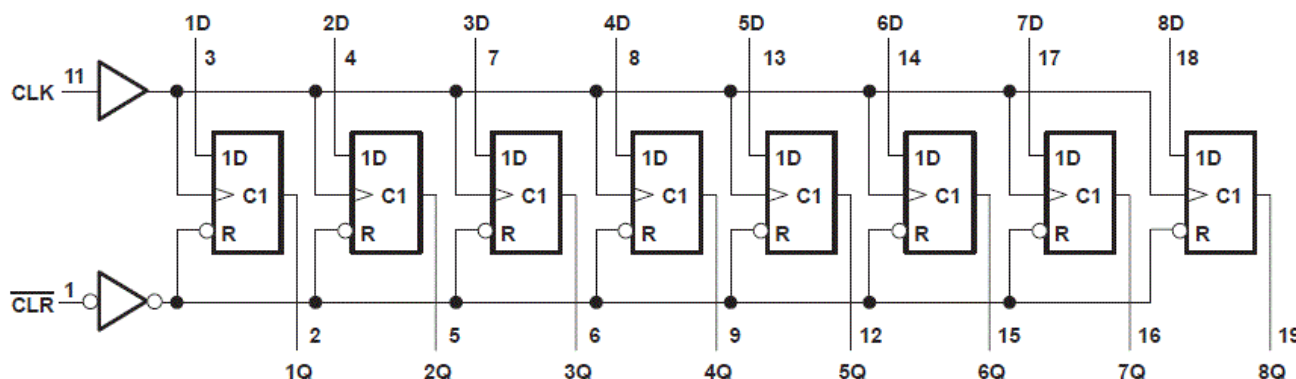 1D 2D 3D 4D 5D 6D 7D 8D
3 4 7 8 13 14 17 18
CLK 11
1D 1D 1D 1D 1D 1D 1D 1D
C1 C1 C1 C1 C1 C1 C1 C1
R R R R R R R R
CLR 1
2 5 6 9 12 15 16 19
1Q 2Q 3Q 4Q 5Q 6Q 7Q 8Q